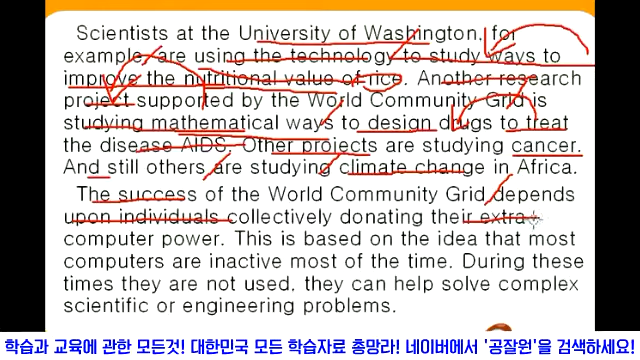 Scientists at the University of Washington, for
example, are using the technology to study ways to
improve the nutritional value of rice. Another research
project supported by the World Community Grid is
studying mathematical ways to design drugs to treat
the disease AIDS. Other projects are studying cancer.
And still others are studying climate change in Africa.
The success of the World Community Grid depends
upon individuals collectively donating their extra
computer power. This is based on the idea that most
computers are inactive most of the time. During these
times they are not used, they can help solve complex
scientific or engineering problems.
학습과 교육에 관한 모든것! 대한민국 모든 학습자료 총망라! 네이버에서 '공잘원'을 검색하세요!